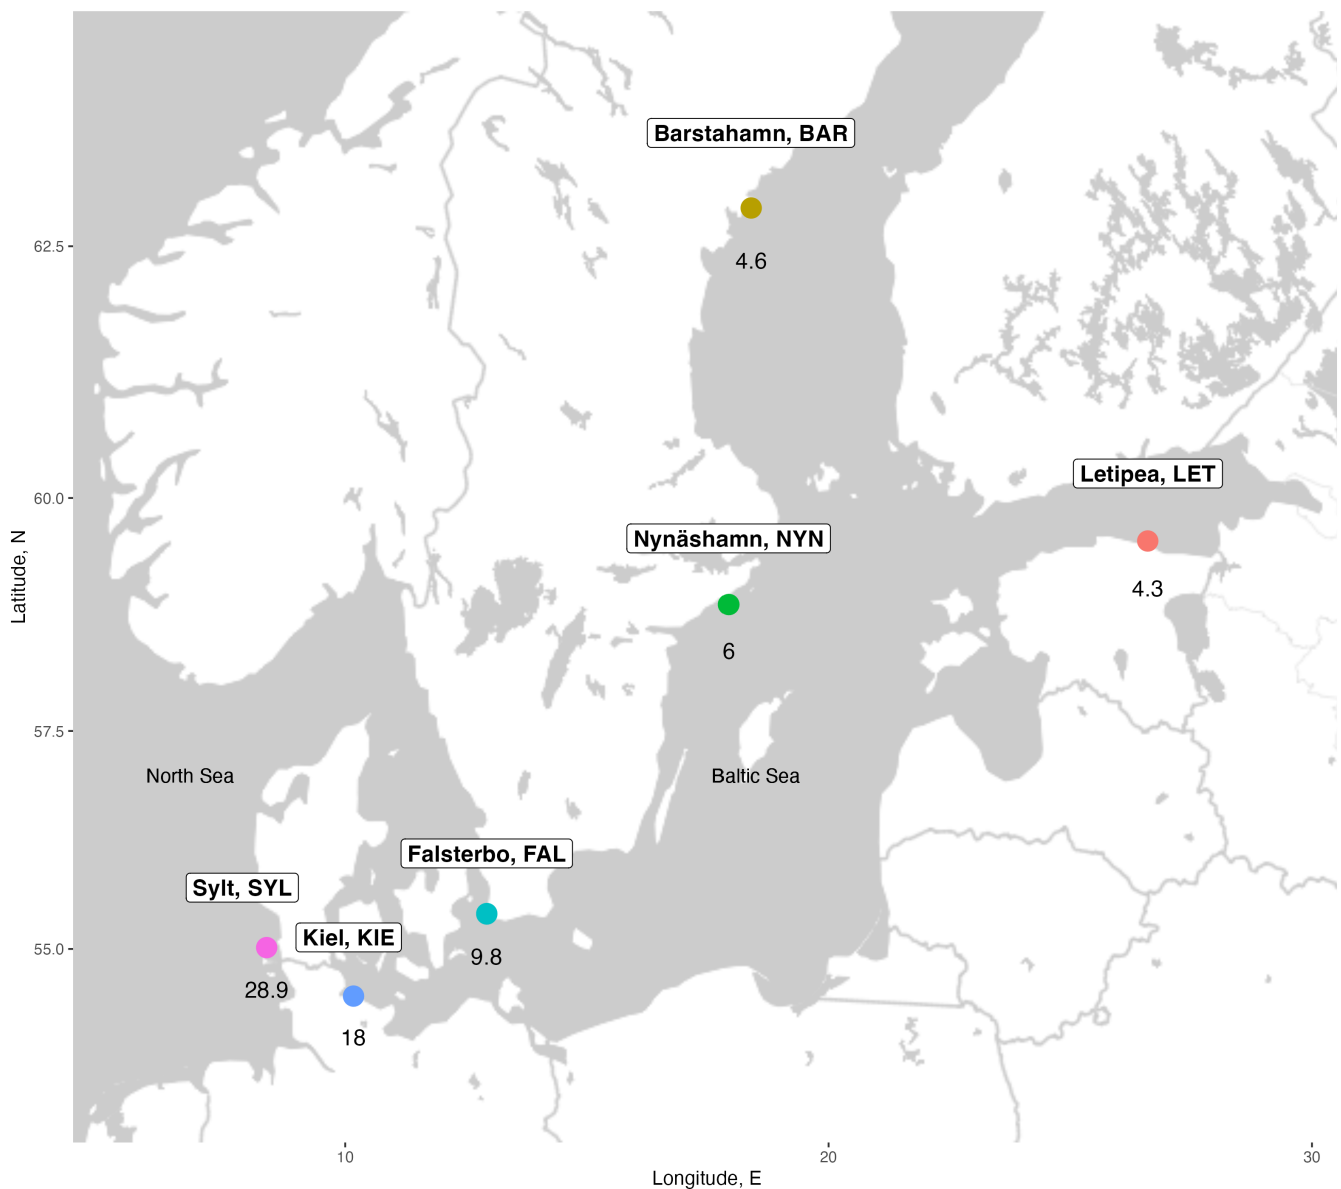 Barstahamn, BAR
62.5
4.6
Letipea, LET
60.0
Nynäshamn, NYN
4.3
Latitude, N
6
57.5
North Sea
Baltic Sea
Falsterbo, FAL
Sylt, SYL
Kiel, KIE
55.0
9.8
28.9
18
10
20
30
Longitude, E